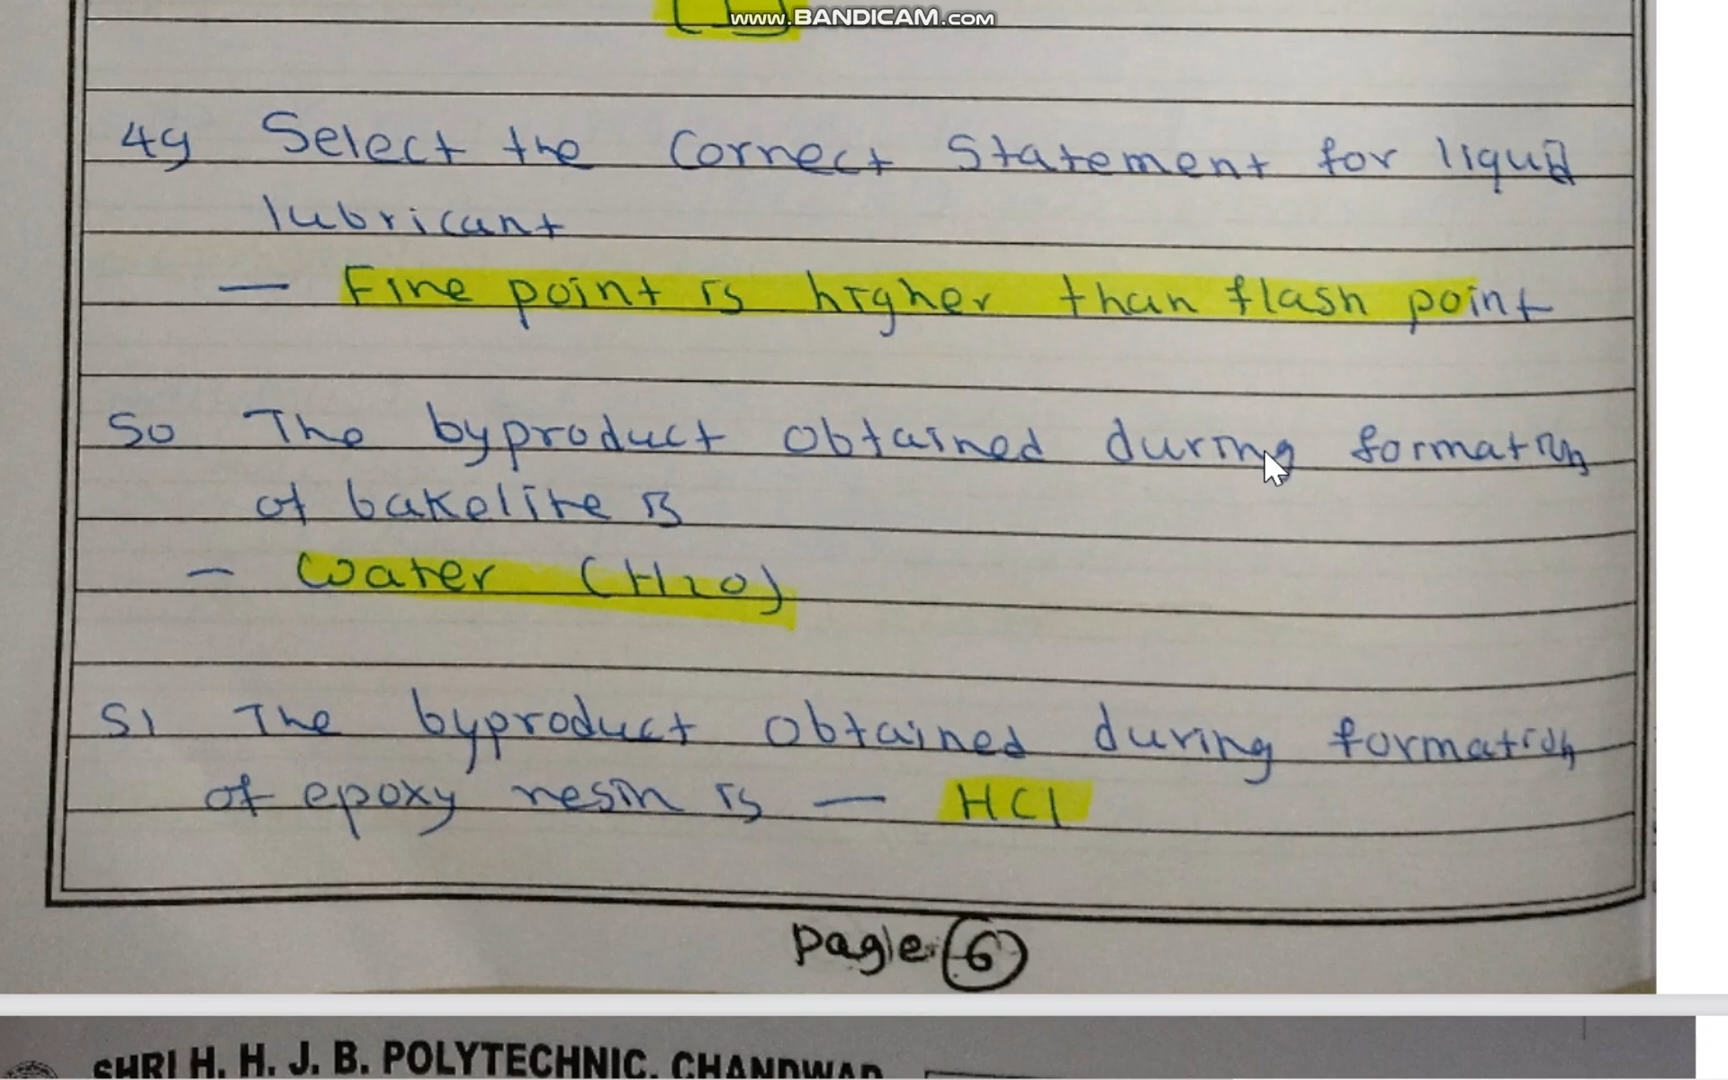 www.BANDICAM.com
49 Select the Correct Statement for liquid
lubricant
— Fire point is higher than flash point
50 The byproduct obtained during formation
of bakelite is
- Water (H2O)
51 The byproduct obtained during formation
of epoxy resin is — HCl
Page 6
SHRI H. H. J. B. POLYTECHNIC, CHANDWAD